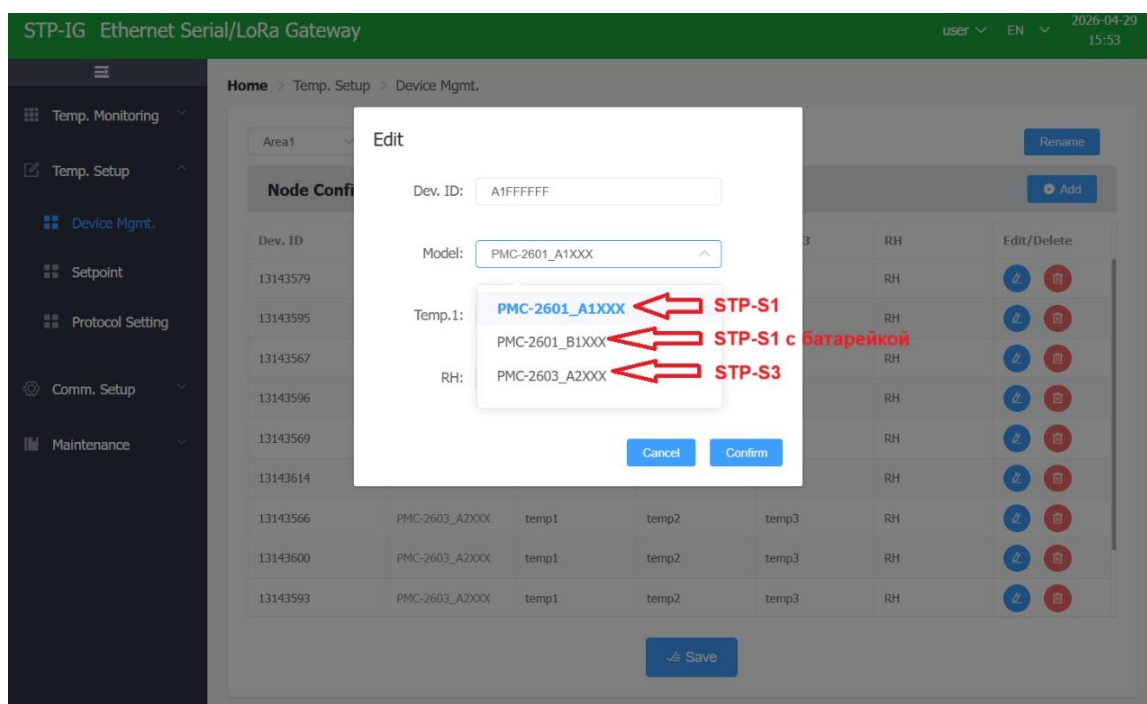 STP-IG Ethernet Serial/LoRa Gateway
user EN 2026-04-29
15:53
Home > Temp. Setup > Device Mgmt.
Temp. Monitoring
Temp. Setup
Device Mgmt.
Setpoint
Protocol Setting
Comm. Setup
Maintenance
Area1
Rename
Node Confi
Add
Edit
Dev. ID: A1FFFFFF
Model: PMC-2601_A1XXX
Temp.1:
RH:
PMC-2601_A1XXX STP-S1
PMC-2601_B1XXX STP-S1 с батарейкой
PMC-2603_A2XXX STP-S3
Cancel Confirm
Dev. ID 3 RH Edit/Delete
13143579 RH
13143595 RH
13143567 RH
13143596 RH
13143569 RH
13143614 RH
13143566 PMC-2603_A2XXX temp1 temp2 temp3 RH
13143600 PMC-2603_A2XXX temp1 temp2 temp3 RH
13143593 PMC-2603_A2XXX temp1 temp2 temp3 RH
Save